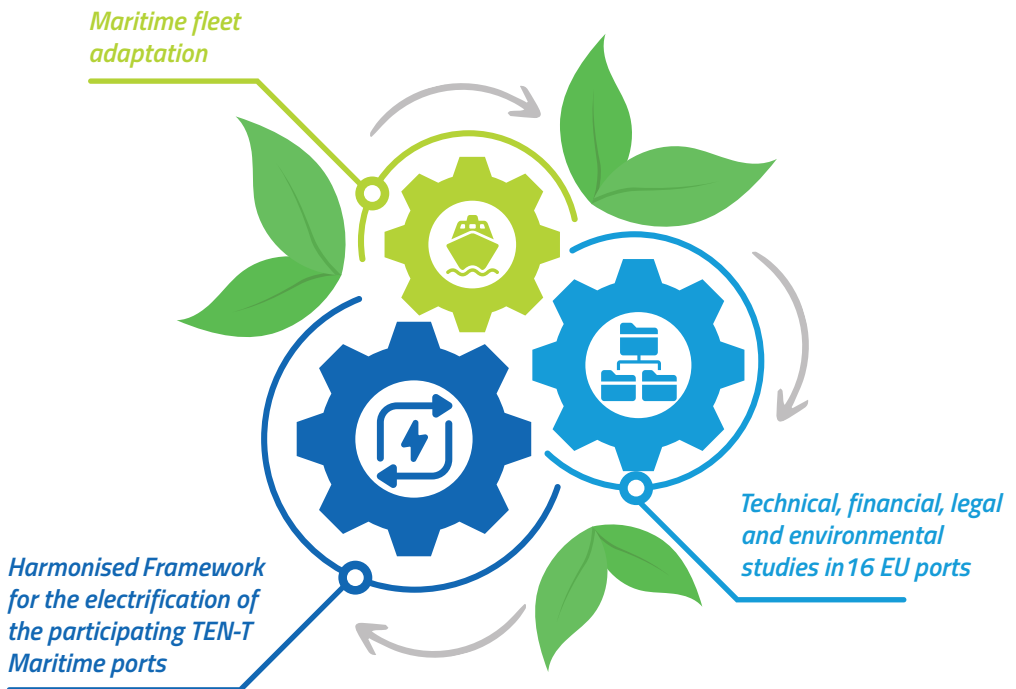 Maritime fleet
adaptation
Technical, financial, legal
and environmental
studies in16 EU ports
Harmonised Framework
for the electrification of
the participating TEN-T
Maritime ports